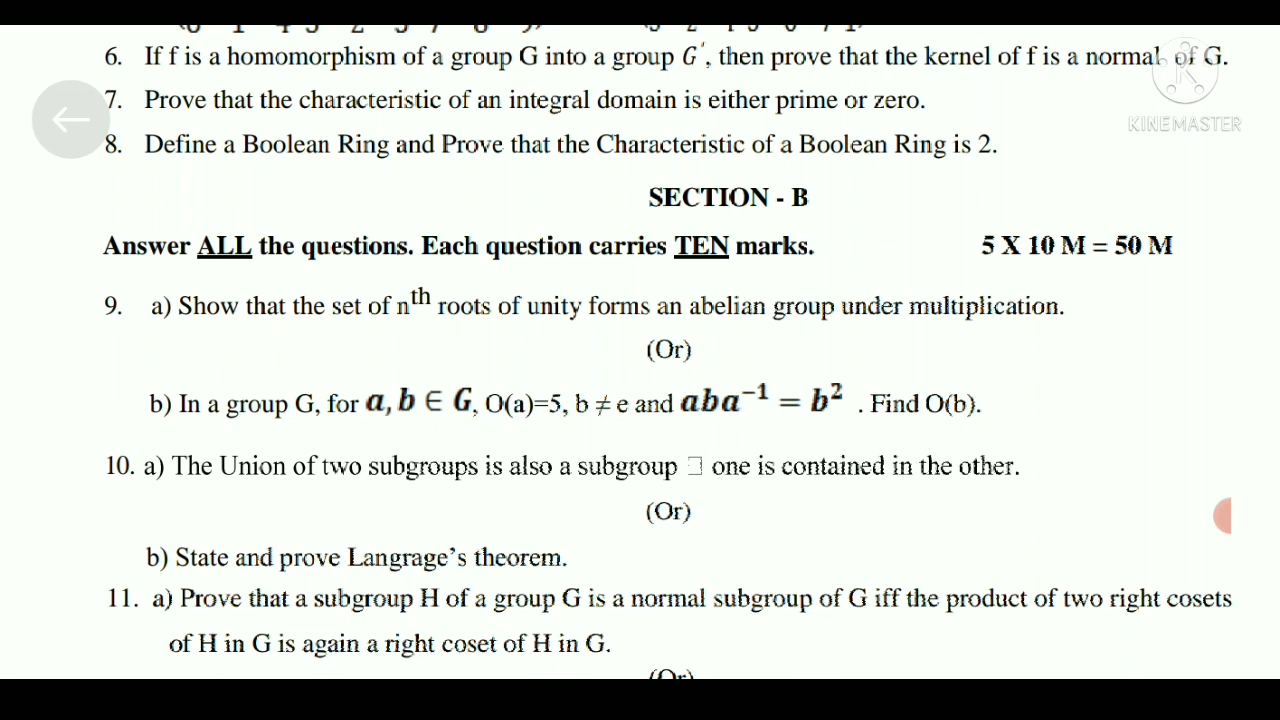 6. If f is a homomorphism of a group G into a group G', then prove that the kernel of f is a normal of G.
KINEMASTER
7. Prove that the characteristic of an integral domain is either prime or zero.
8. Define a Boolean Ring and Prove that the Characteristic of a Boolean Ring is 2.
SECTION - B
Answer ALL the questions. Each question carries TEN marks. 5 X 10 M = 50 M
9. a) Show that the set of nth roots of unity forms an abelian group under multiplication.
(Or)
b) In a group G, for a, b ∈ G, O(a)=5, b ≠ e and aba⁻¹ = b² . Find O(b).
10. a) The Union of two subgroups is also a subgroup one is contained in the other.
(Or)
b) State and prove Langrage's theorem.
11. a) Prove that a subgroup H of a group G is a normal subgroup of G iff the product of two right cosets
of H in G is again a right coset of H in G.
(Or)